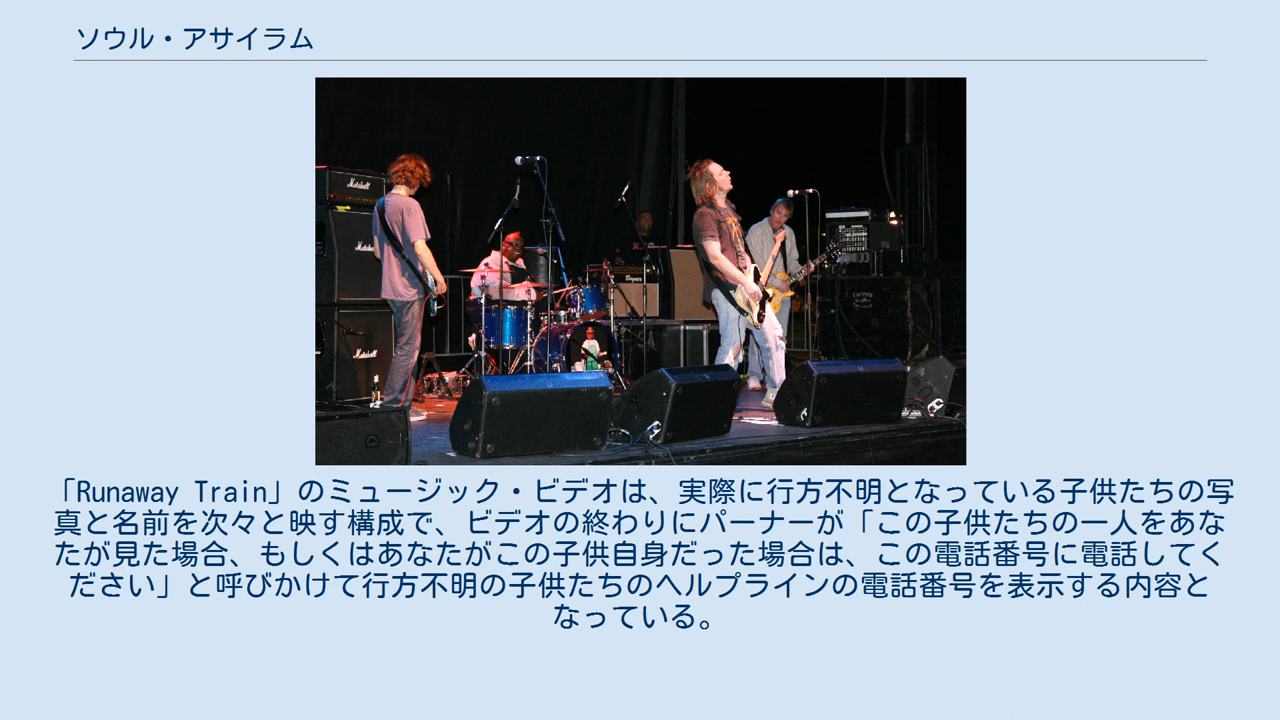 ソウル・アサイラム
Marshall
Marshall
Marshall
「Runaway Train」のミュージック・ビデオは、実際に行方不明となっている子供たちの写
真と名前を次々と映す構成で、ビデオの終わりにパーナーが「この子供たちの一人をあな
たが見た場合、もしくはあなたがこの子供自身だった場合は、この電話番号に電話してく
ださい」と呼びかけて行方不明の子供たちのヘルプラインの電話番号を表示する内容と
なっている。